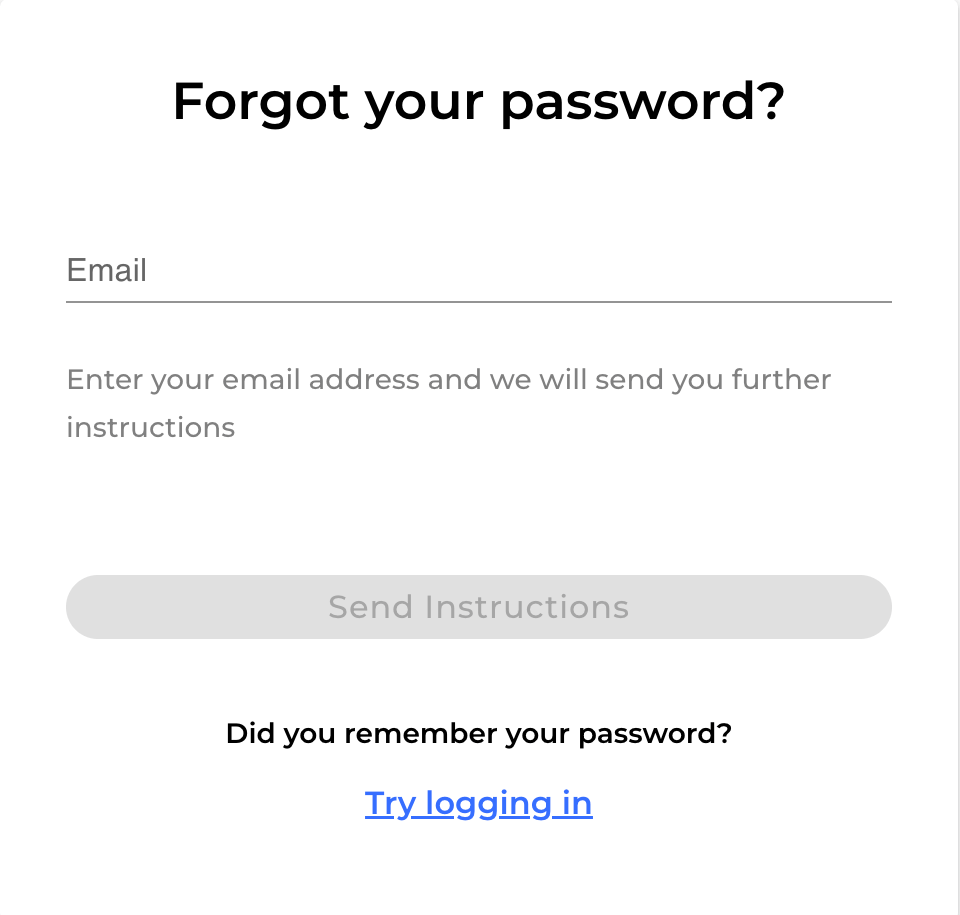 Forgot your password?
Email
Enter your email address and we will send you further
instructions
Send Instructions
Did you remember your password?
Try logging in